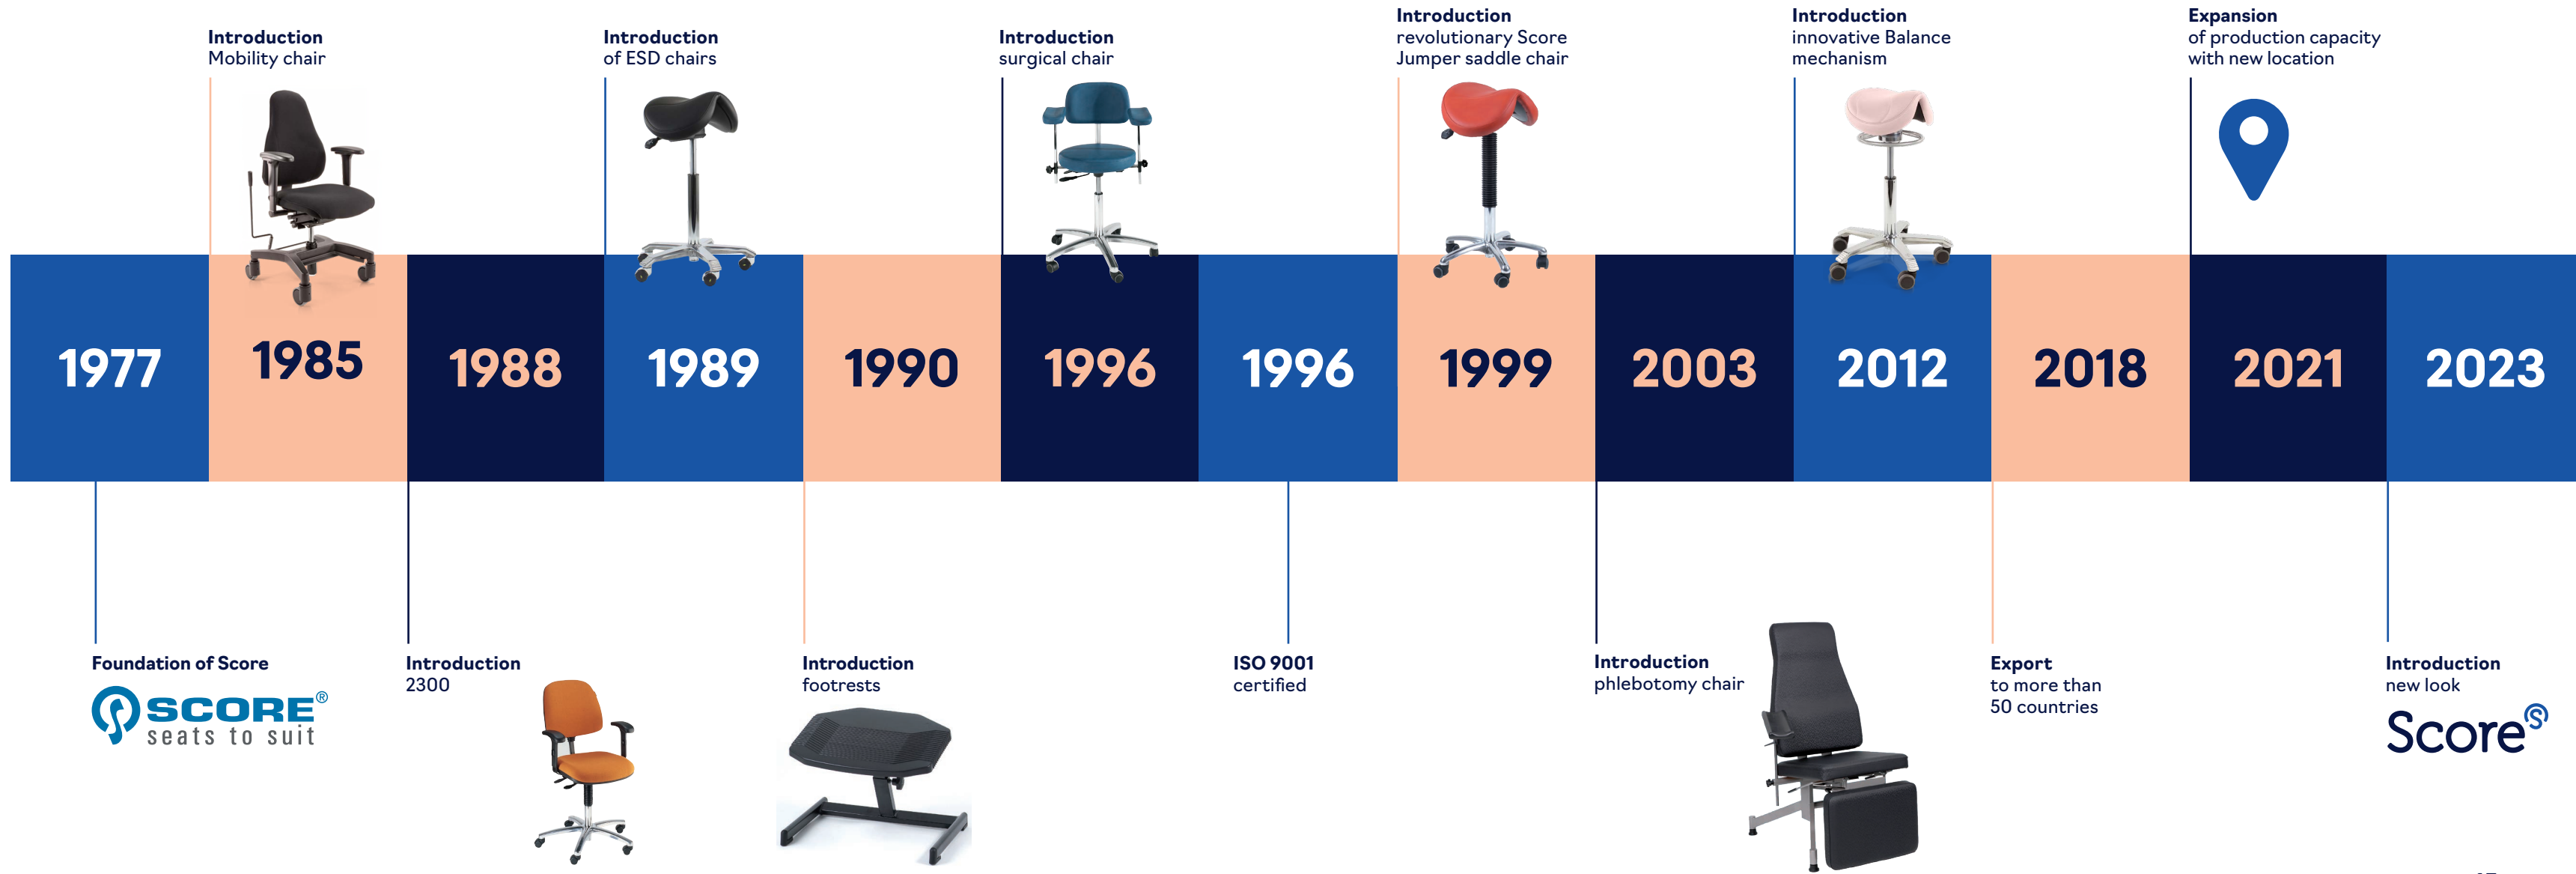 Introduction
Mobility chair
Introduction
of ESD chairs
Introduction
surgical chair
Introduction
revolutionary Score
Jumper saddle chair
Introduction
innovative Balance
mechanism
Expansion
of production capacity
with new location
1977
1985
1988
1989
1990
1996
1996
1999
2003
2012
2018
2021
2023
Foundation of Score
SCORE®
seats to suit
Introduction
2300
Introduction
footrests
ISO 9001
certified
Introduction
phlebotomy chair
Export
to more than
50 countries
Introduction
new look
Score